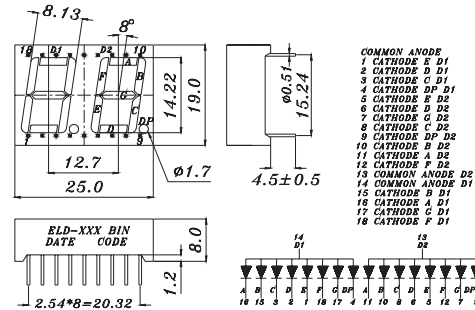 8.13
8°
18 D1 D2 10
A
F B
G
E C
D DP
1 9
14.22
19.0
12.7
25.0
ø1.7
ø0.51
15.24
4.5±0.5
COMMON ANODE
1 CATHODE E D1
2 CATHODE D D1
3 CATHODE C D1
4 CATHODE DP D1
5 CATHODE E D2
6 CATHODE D D2
7 CATHODE G D2
8 CATHODE C D2
9 CATHODE DP D2
10 CATHODE B D2
11 CATHODE A D2
12 CATHODE F D2
13 COMMON ANODE D2
14 COMMON ANODE D1
15 CATHODE B D1
16 CATHODE A D1
17 CATHODE G D1
18 CATHODE F D1
ELD-XXX BIN
DATE CODE
8.0
1.2
2.54*8=20.32
14 13
D1 D2
A B C D E F G DP A B C D E F G DP
16 15 3 2 1 18 17 4 11 10 8 6 5 12 7